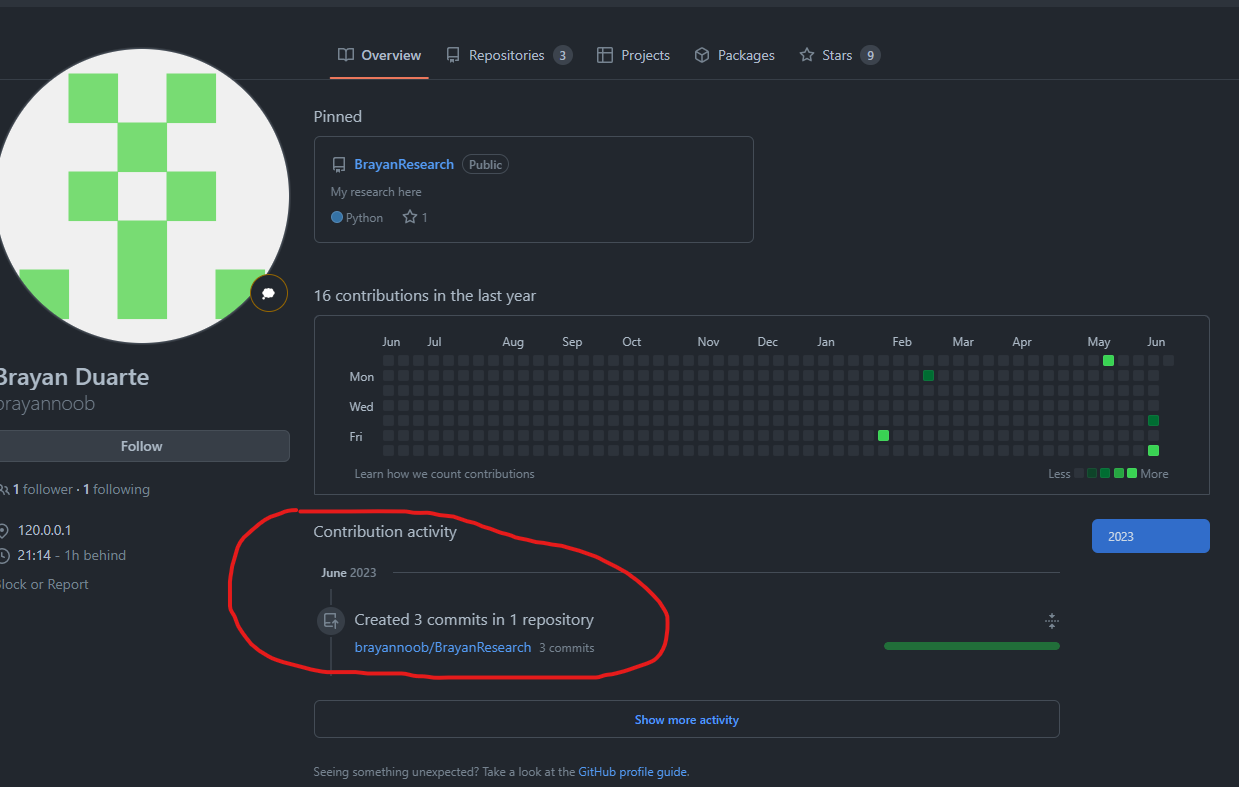 Overview Repositories 3 Projects Packages Stars 9
Pinned
BrayanResearch Public
My research here
Python 1
16 contributions in the last year
Jun Jul Aug Sep Oct Nov Dec Jan Feb Mar Apr May Jun
Mon
Wed
Fri
Learn how we count contributions Less More
Brayan Duarte
brayannoob
Follow
1 follower · 1 following
120.0.0.1
21:14 - 1h behind
Block or Report
Contribution activity
2023
June 2023
Created 3 commits in 1 repository
brayannoob/BrayanResearch 3 commits
Show more activity
Seeing something unexpected? Take a look at the GitHub profile guide.